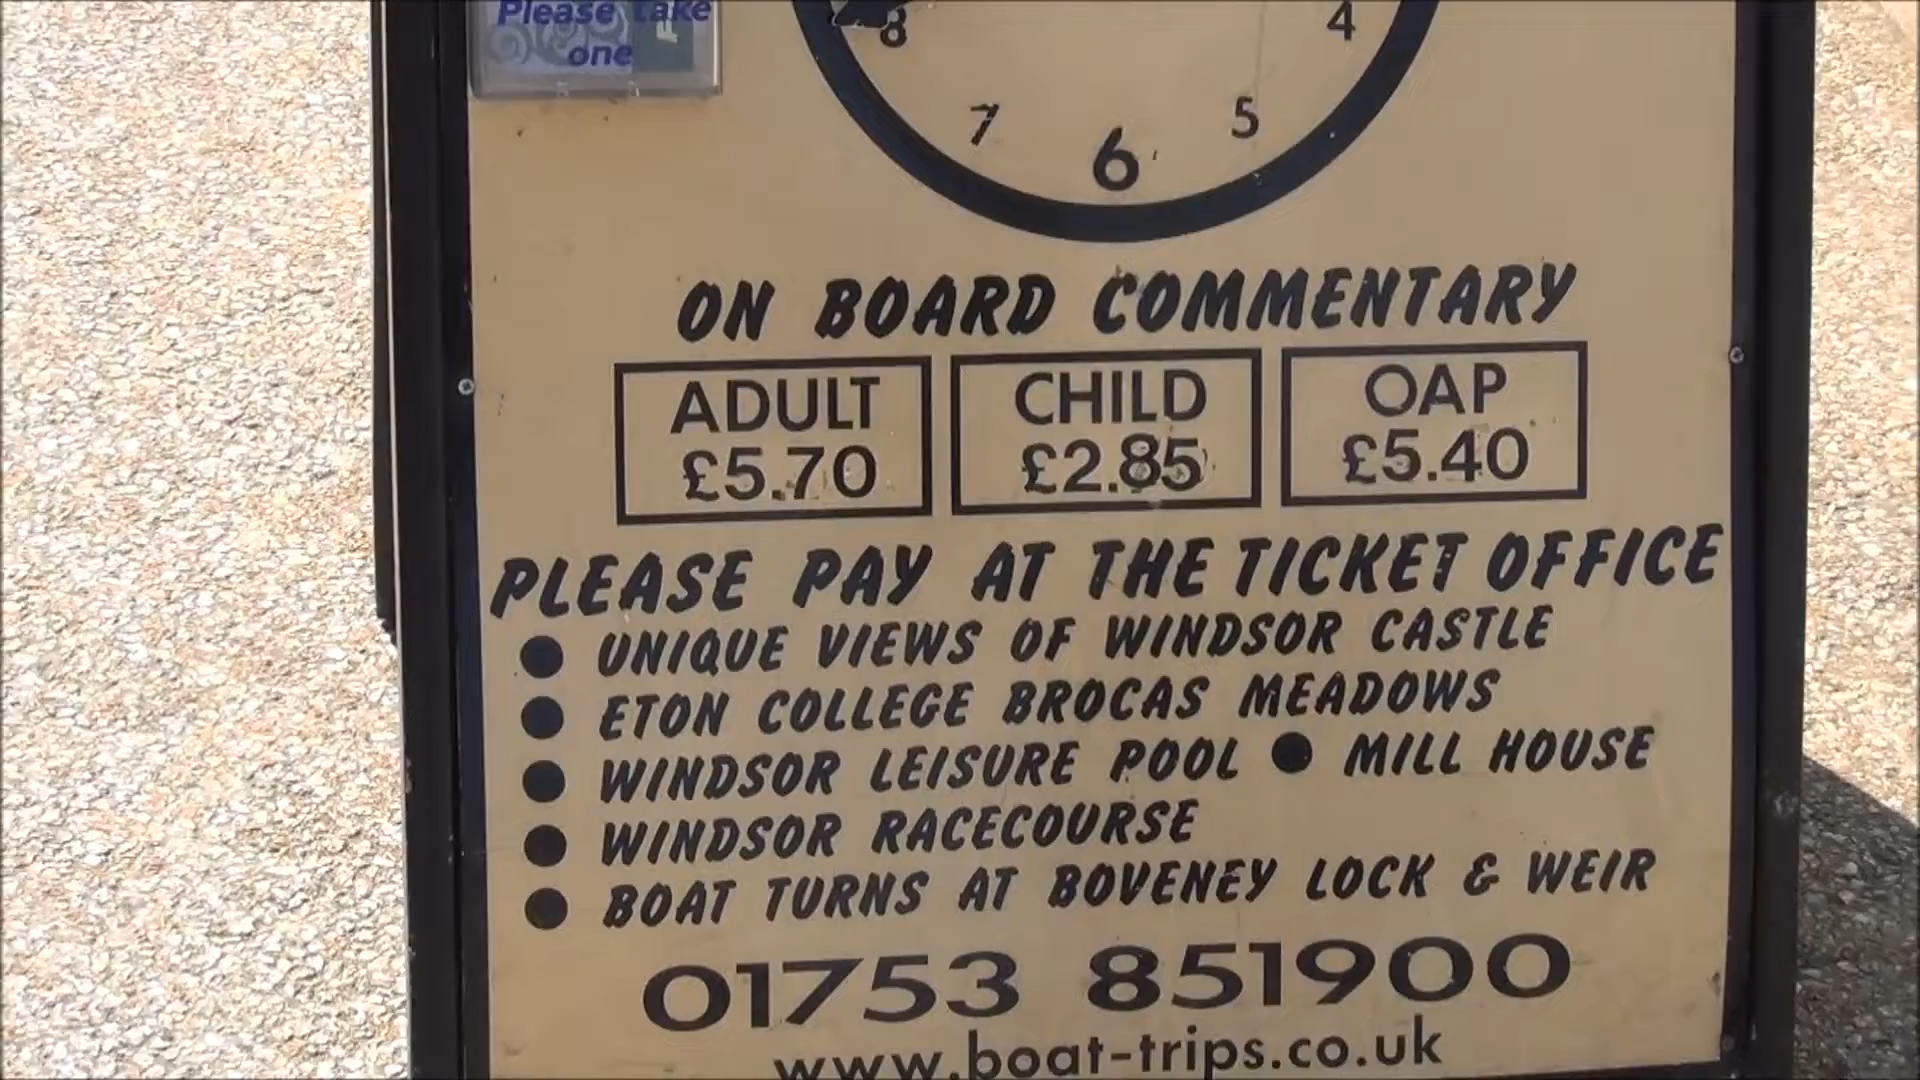 Please take
one
8
4
7
5
6
ON BOARD COMMENTARY
ADULT CHILD OAP
£5.70 £2.85 £5.40
PLEASE PAY AT THE TICKET OFFICE
● UNIQUE VIEWS OF WINDSOR CASTLE
● ETON COLLEGE BROCAS MEADOWS
● WINDSOR LEISURE POOL ● MILL HOUSE
● WINDSOR RACECOURSE
● BOAT TURNS AT BOVENEY LOCK & WEIR
01753 851900
www.boat-trips.co.uk